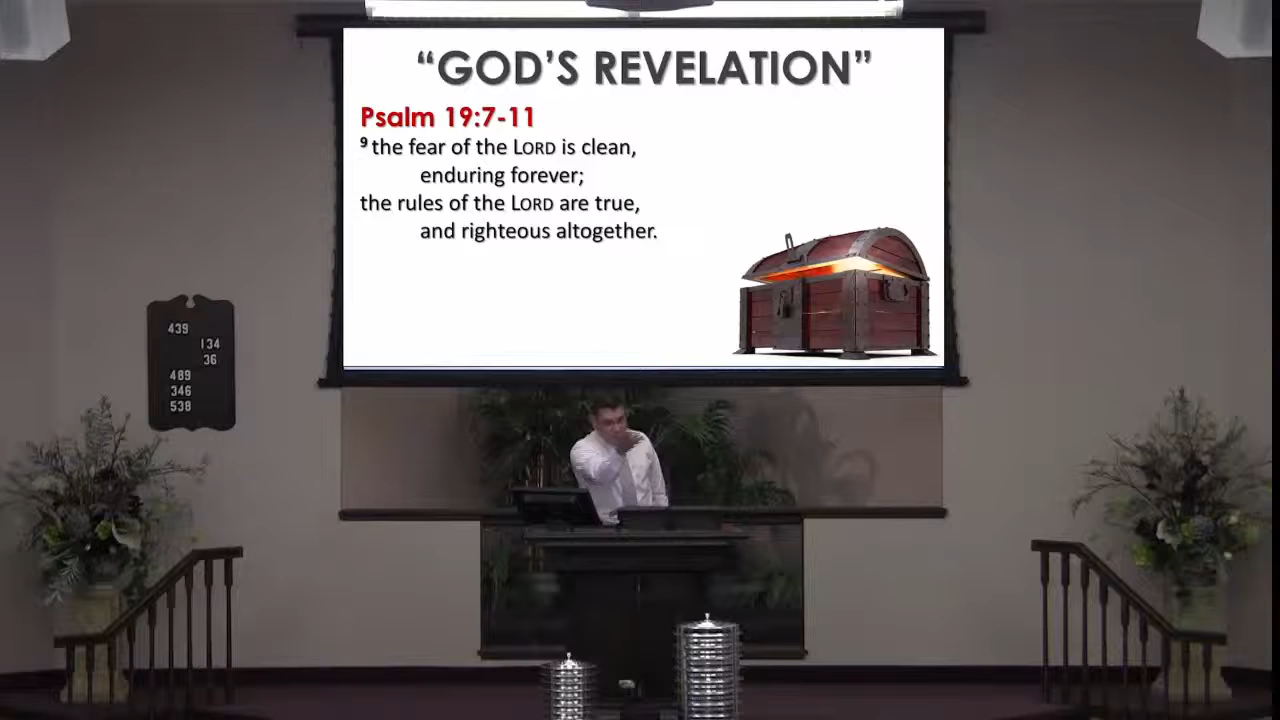 “GOD’S REVELATION”
Psalm 19:7-11
9 the fear of the LORD is clean,
enduring forever;
the rules of the LORD are true,
and righteous altogether.
439
134
36
489
346
538